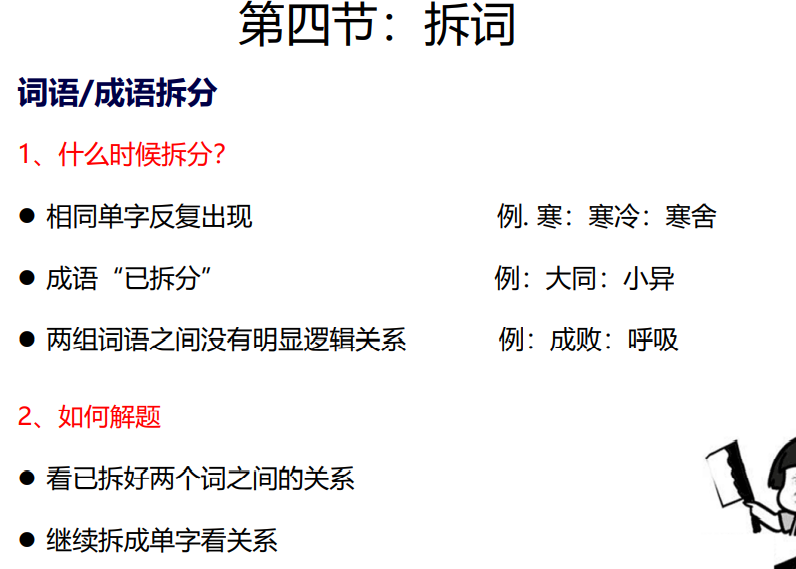 第四节：拆词
词语/成语拆分
1、什么时候拆分？
● 相同单字反复出现 例. 寒：寒冷：寒舍
● 成语“已拆分” 例：大同：小异
● 两组词语之间没有明显逻辑关系 例：成败：呼吸
2、如何解题
● 看已拆好两个词之间的关系
● 继续拆成单字看关系